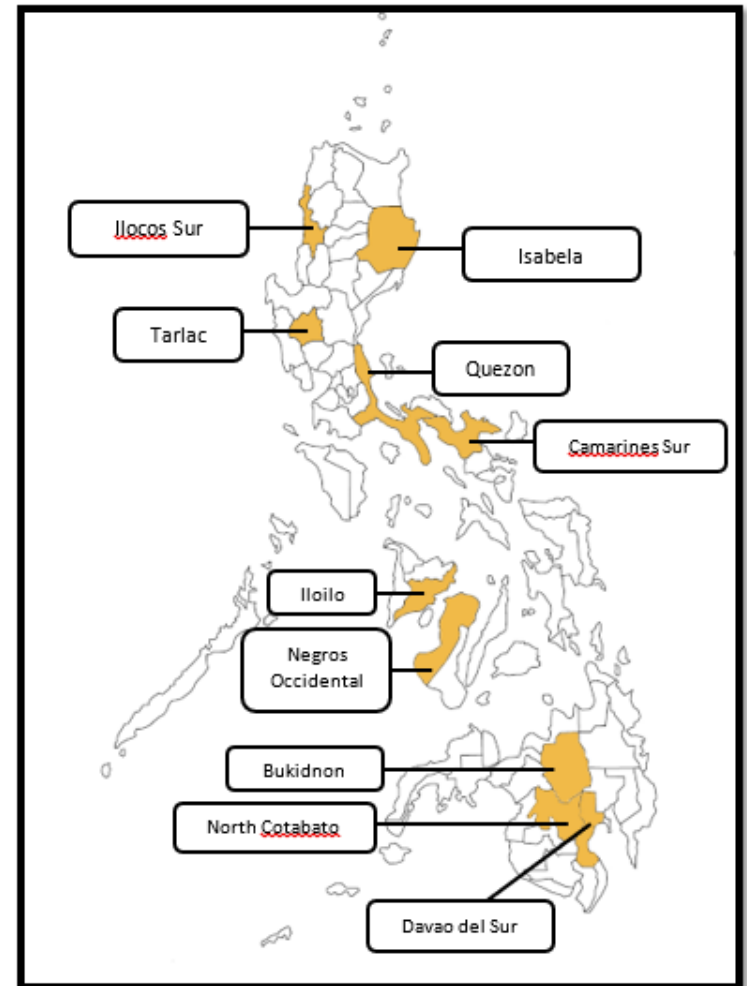 Ilocos Sur
Isabela
Tarlac
Quezon
Camarines Sur
Iloilo
Negros
Occidental
Bukidnon
North Cotabato
Davao del Sur